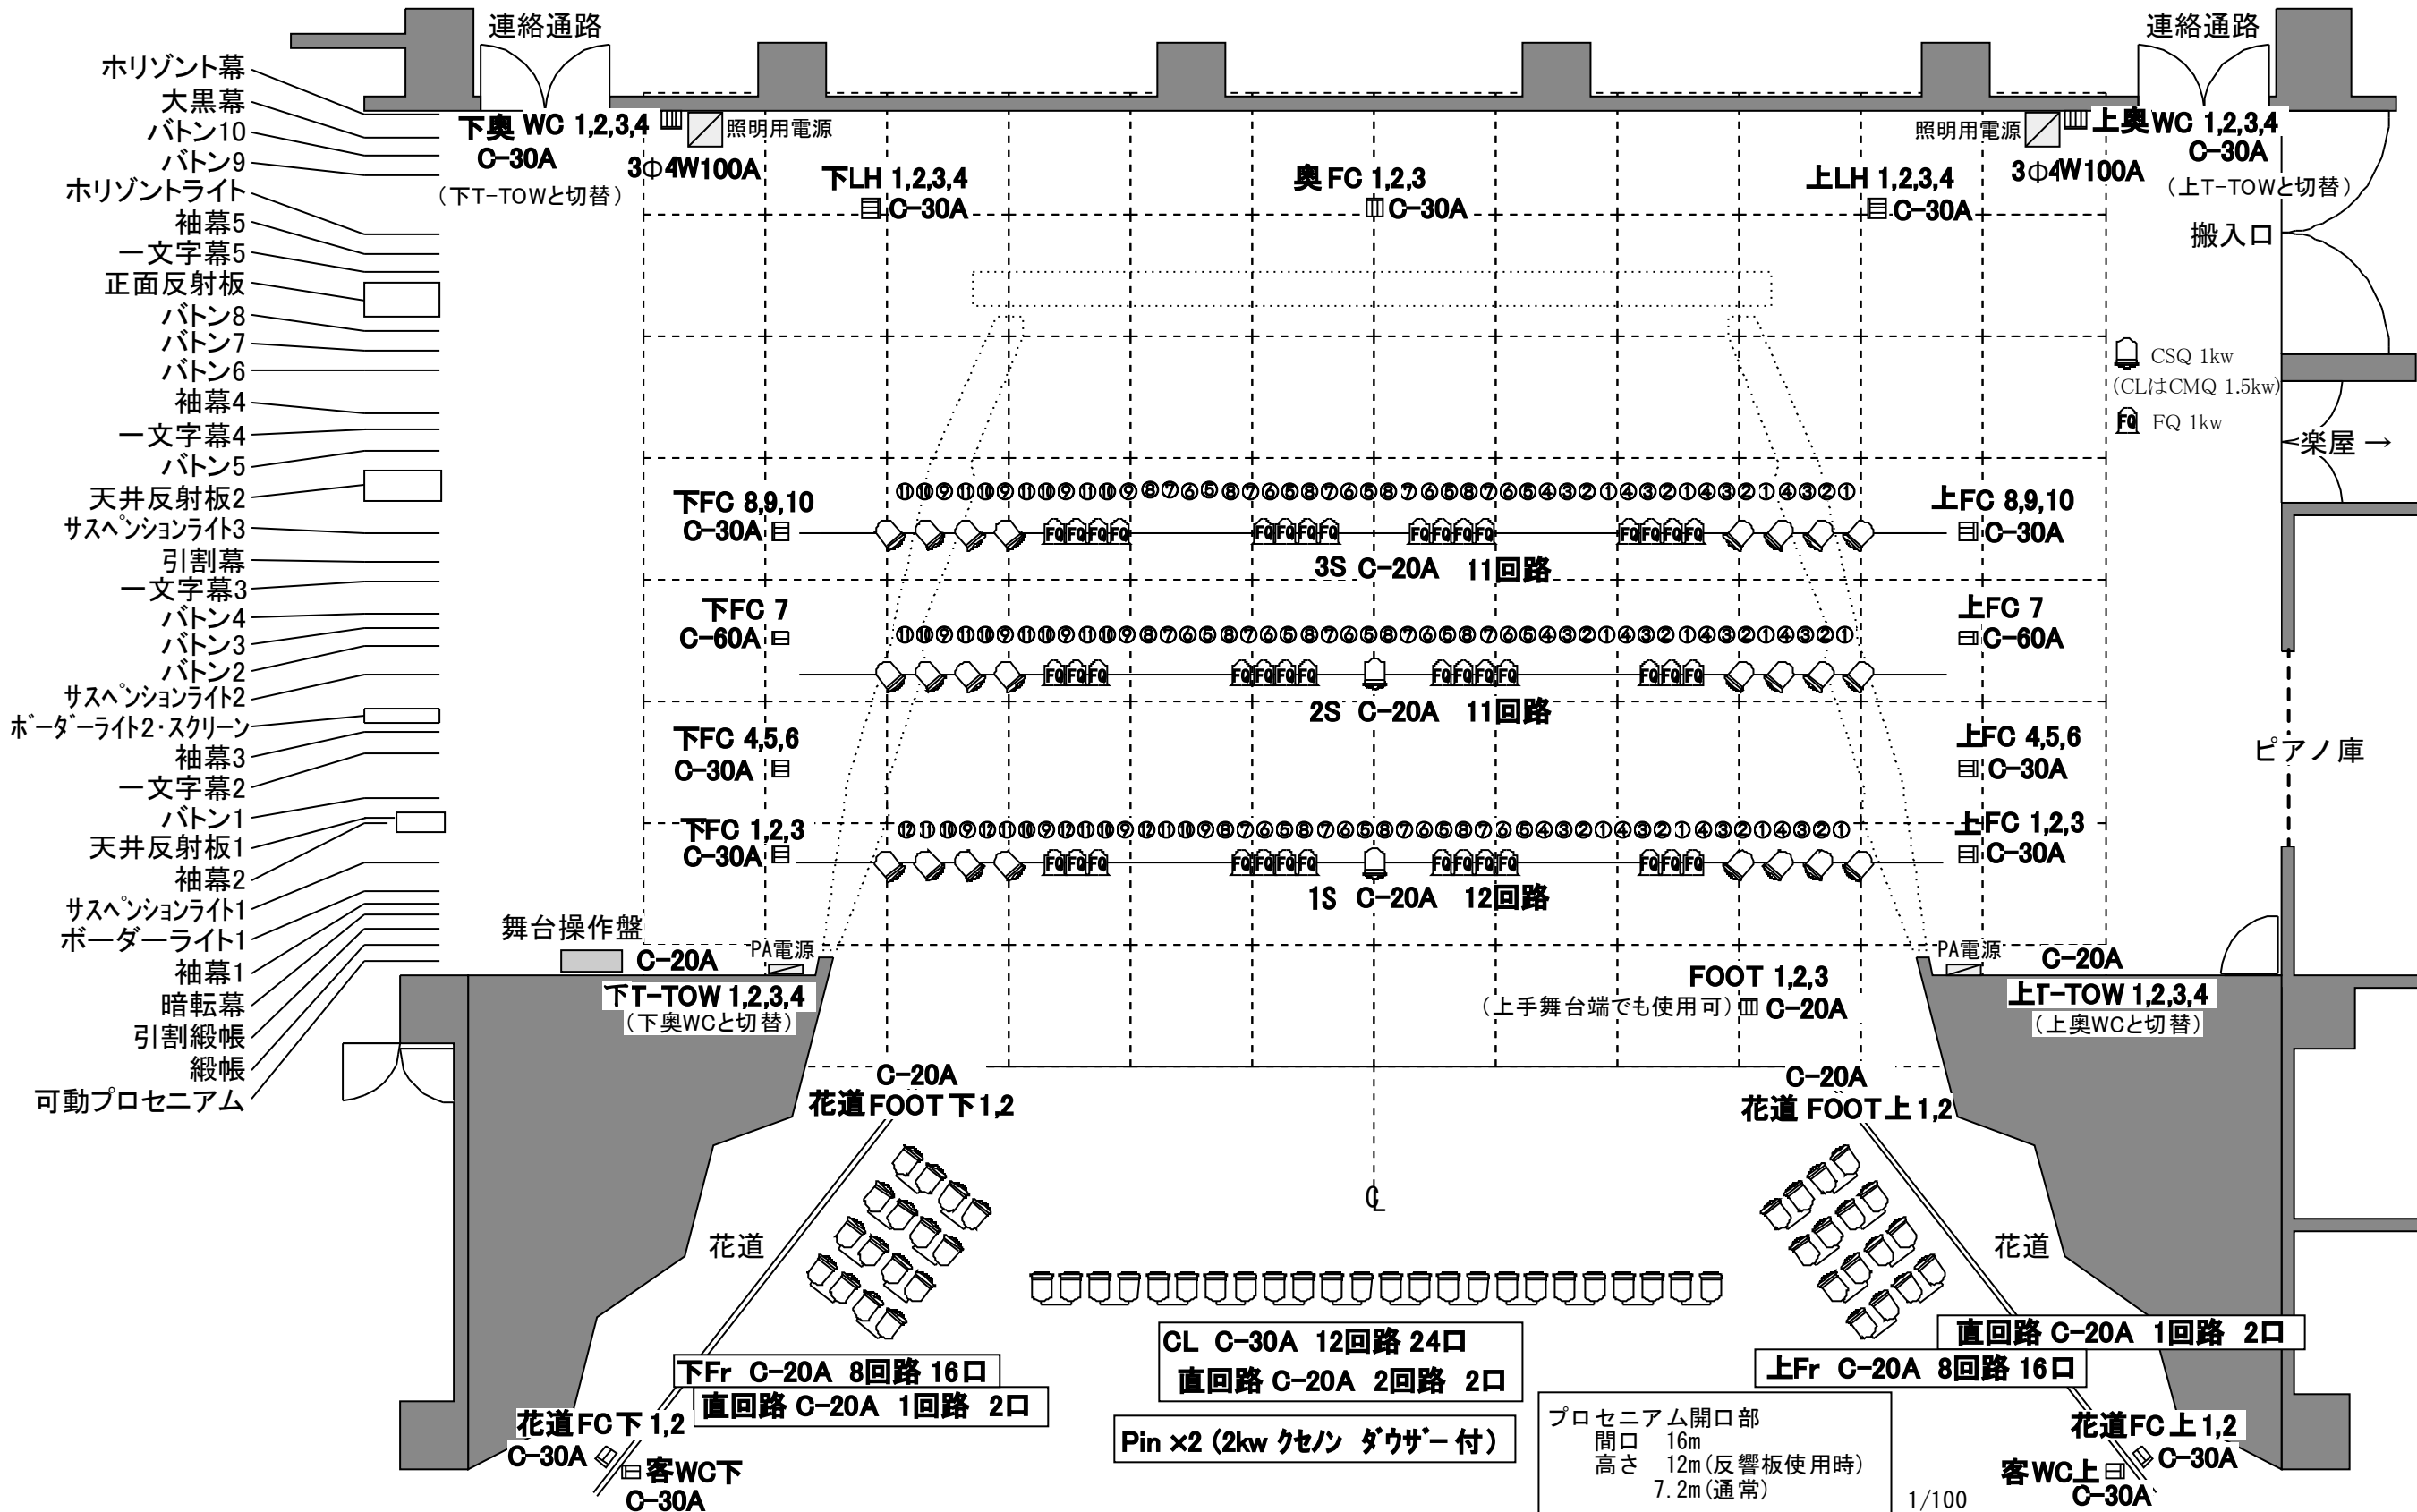 連絡通路
連絡通路
ホリゾント幕
大黒幕
バトン10
バトン9
ホリゾントライト
袖幕5
一文字幕5
正面反射板
バトン8
バトン7
バトン6
袖幕4
一文字幕4
バトン5
天井反射板2
サスペンションライト3
引割幕
一文字幕3
バトン4
バトン3
バトン2
サスペンションライト2
ボーダーライト2・スクリーン
袖幕3
一文字幕2
バトン1
天井反射板1
袖幕2
サスペンションライト1
ボーダーライト1
袖幕1
暗転幕
引割緞帳
緞帳
可動プロセニアム
下奥 WC 1,2,3,4
C-30A
(下T-TOWと切替)
照明用電源
3Φ4W100A
下LH 1,2,3,4
C-30A
奥 FC 1,2,3
C-30A
上LH 1,2,3,4
C-30A
照明用電源
3Φ4W100A
上奥WC 1,2,3,4
C-30A
(上T-TOWと切替)
搬入口
CSQ 1kw
(CLはCMQ 1.5kw)
FQ FQ 1kw
楽屋 →
下FC 8,9,10
C-30A
⑪⑩⑨⑪⑩⑨⑪⑩⑨⑪⑩⑨⑧⑦⑥⑤⑧⑦⑥⑤⑧⑦⑥⑤⑧⑦⑥⑤⑧⑦⑥⑤④③②①④③②①④③②①④③②①
FQFQFQFQ FQFQFQFQ FQFQFQFQ FQFQFQFQ
上FC 8,9,10
C-30A
3S C-20A 11回路
下FC 7
C-60A
⑪⑩⑨⑪⑩⑨⑪⑩⑨⑪⑩⑨⑧⑦⑥⑤⑧⑦⑥⑤⑧⑦⑥⑤⑧⑦⑥⑤⑧⑦⑥⑤④③②①④③②①④③②①④③②①
FQFQFQ FQFQFQFQ FQFQFQFQ FQFQFQ
上FC 7
C-60A
2S C-20A 11回路
下FC 4,5,6
C-30A
上FC 4,5,6
C-30A
ピアノ庫
下FC 1,2,3
C-30A
⑫⑪⑩⑨⑫⑪⑩⑨⑫⑪⑩⑨⑫⑪⑩⑨⑧⑦⑥⑤⑧⑦⑥⑤⑧⑦⑥⑤⑧⑦⑥⑤④③②①④③②①④③②①④③②①
FQFQFQ FQFQFQFQ FQFQFQFQ FQFQFQ
上FC 1,2,3
C-30A
1S C-20A 12回路
舞台操作盤
C-20A
PA電源
下T-TOW 1,2,3,4
(下奥WCと切替)
FOOT 1,2,3
(上手舞台端でも使用可) C-20A
PA電源
C-20A
上T-TOW 1,2,3,4
(上奥WCと切替)
C-20A
花道FOOT下1,2
C-20A
花道 FOOT上1,2
花道
花道
CL C-30A 12回路 24口
直回路 C-20A 2回路 2口
下Fr C-20A 8回路 16口
直回路 C-20A 1回路 2口
直回路 C-20A 1回路 2口
上Fr C-20A 8回路 16口
Pin ×2 (2kw クセノン ダウザー付)
花道FC下1,2
C-30A
客WC下
C-30A
プロセニアム開口部
間口 16m
高さ 12m(反響板使用時)
7.2m(通常)
1/100
花道FC上1,2
C-30A
客WC上
C-30A